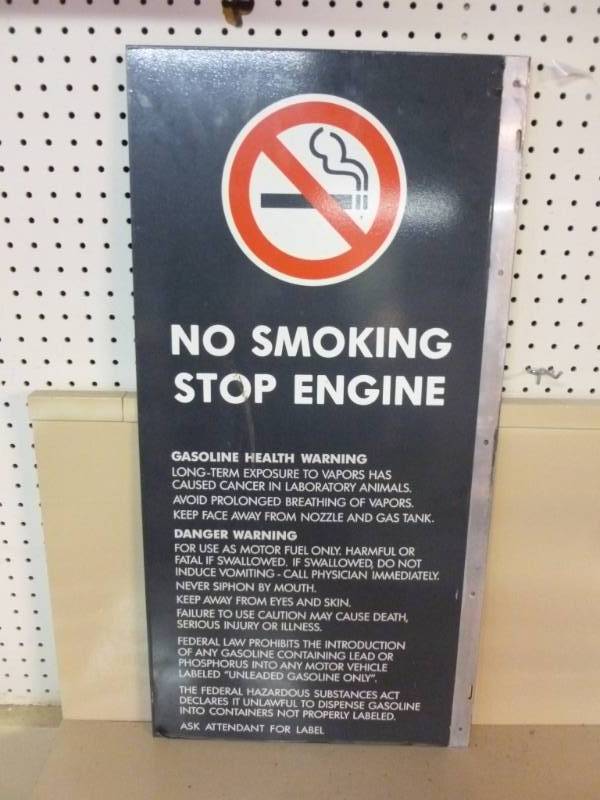 NO SMOKING
STOP ENGINE
GASOLINE HEALTH WARNING
LONG-TERM EXPOSURE TO VAPORS HAS
CAUSED CANCER IN LABORATORY ANIMALS.
AVOID PROLONGED BREATHING OF VAPORS.
KEEP FACE AWAY FROM NOZZLE AND GAS TANK.
DANGER WARNING
FOR USE AS MOTOR FUEL ONLY. HARMFUL OR
FATAL IF SWALLOWED. IF SWALLOWED, DO NOT
INDUCE VOMITING - CALL PHYSICIAN IMMEDIATELY.
NEVER SIPHON BY MOUTH.
KEEP AWAY FROM EYES AND SKIN.
FAILURE TO USE CAUTION MAY CAUSE DEATH,
SERIOUS INJURY OR ILLNESS.
FEDERAL LAW PROHIBITS THE INTRODUCTION
OF ANY GASOLINE CONTAINING LEAD OR
PHOSPHORUS INTO ANY MOTOR VEHICLE
LABELED "UNLEADED GASOLINE ONLY".
THE FEDERAL HAZARDOUS SUBSTANCES ACT
DECLARES IT UNLAWFUL TO DISPENSE GASOLINE
INTO CONTAINERS NOT PROPERLY LABELED.
ASK ATTENDANT FOR LABEL